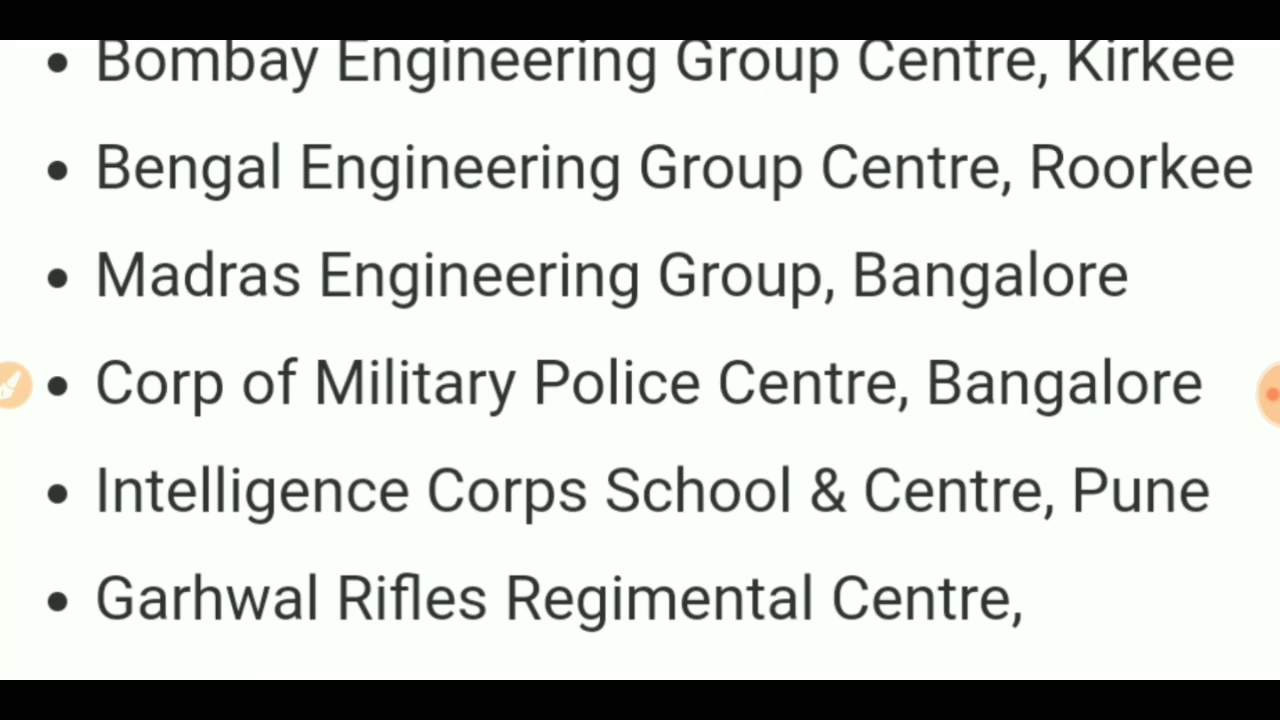 • Bombay Engineering Group Centre, Kirkee
• Bengal Engineering Group Centre, Roorkee
• Madras Engineering Group, Bangalore
• Corp of Military Police Centre, Bangalore
• Intelligence Corps School & Centre, Pune
• Garhwal Rifles Regimental Centre,